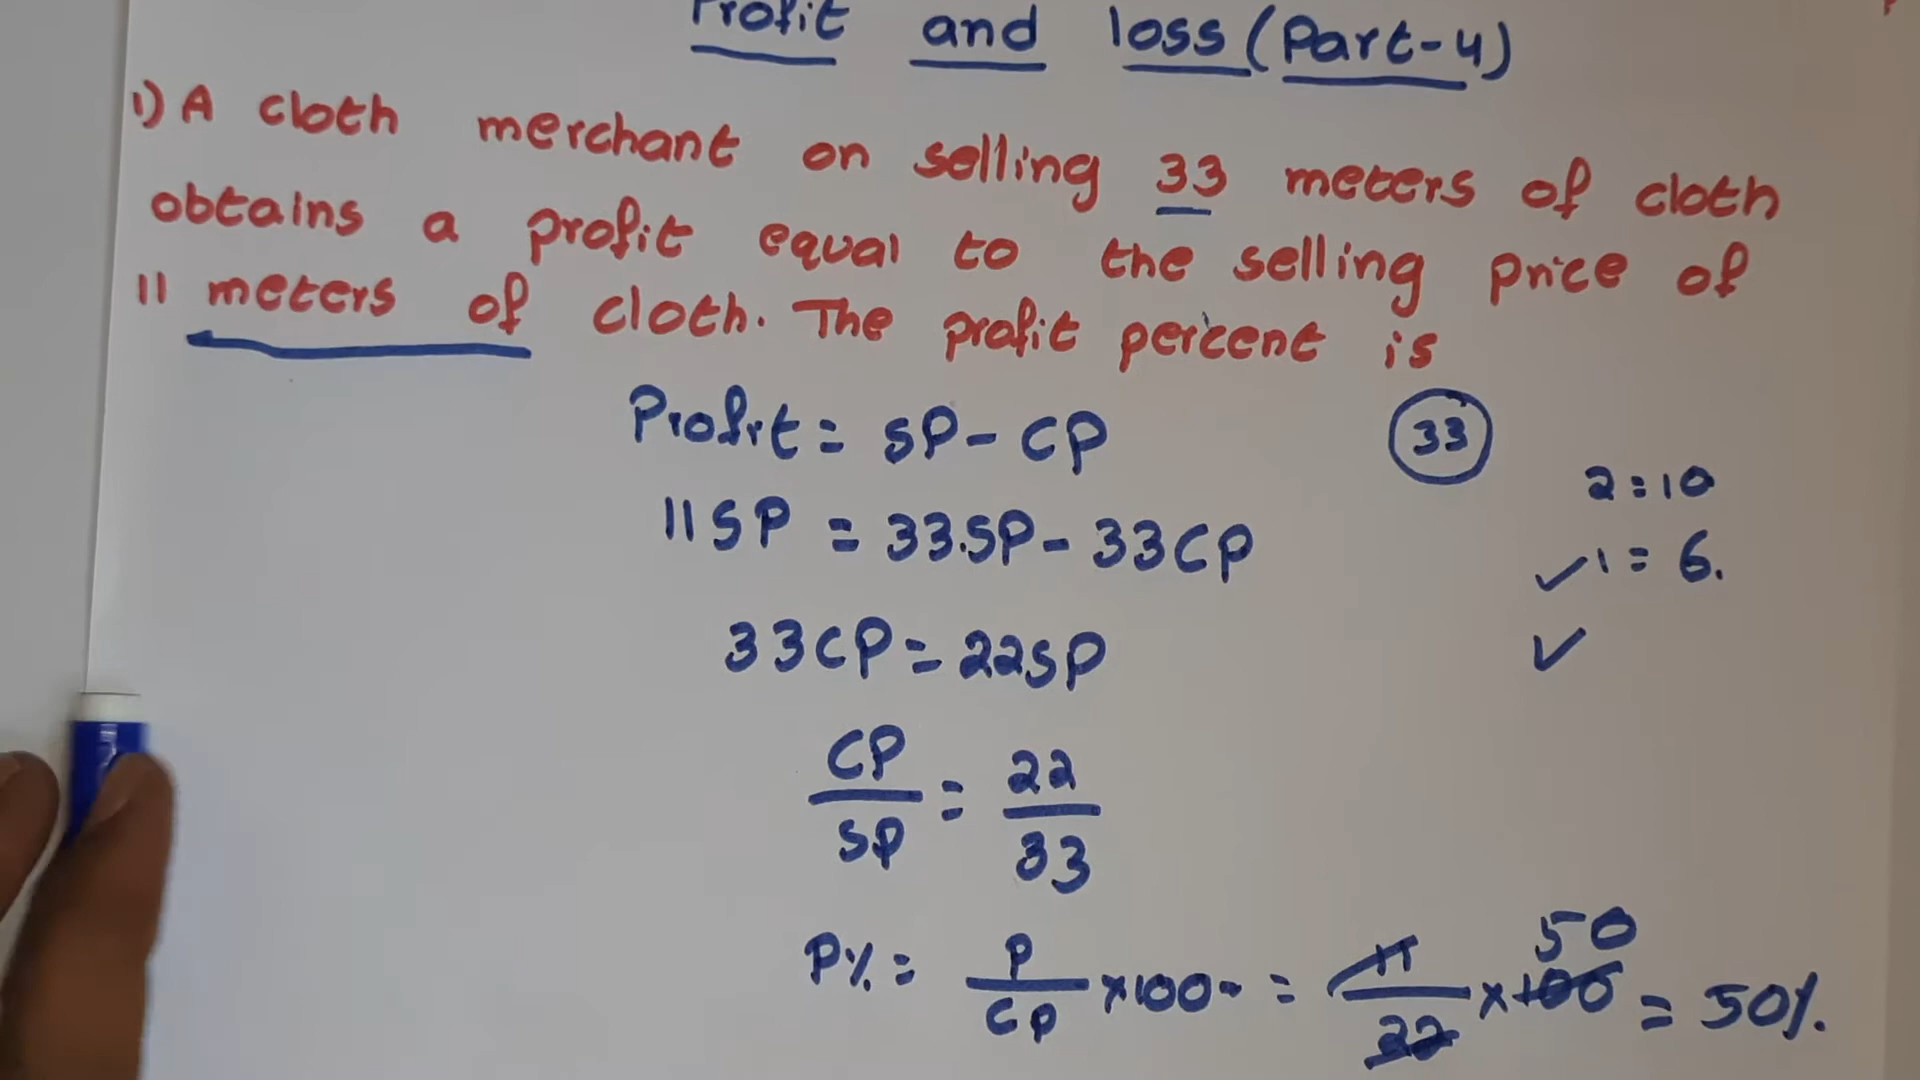 Profit and loss (Part-4)
1) A cloth merchant on selling 33 meters of cloth
obtains a profit equal to the selling price of
11 meters of cloth. The profit percent is
Profit = SP - CP
33
2 = 10
11SP = 33.SP - 33CP
✓ 1 = 6.
33CP = 22SP
✓
CP/SP = 22/33
50
P% = P/CP ×100 = 11/22 ×100 = 50%.